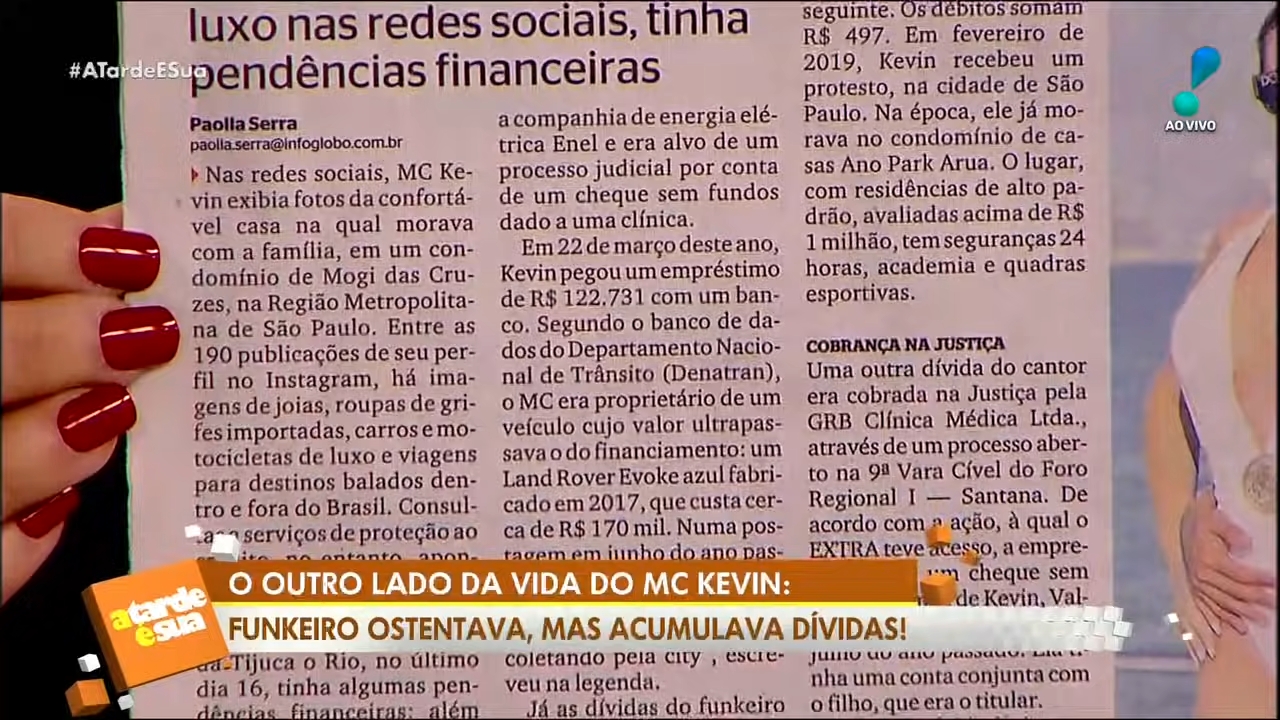 luxo nas redes sociais, tinha
pendências financeiras
#ATardeESua
Paolla Serra
paolla.serra@infoglobo.com.br
Nas redes sociais, MC Ke-
vin exibia fotos da confortá-
vel casa na qual morava
com a família, em um con-
domínio de Mogi das Cru-
zes, na Região Metropolita-
na de São Paulo. Entre as
190 publicações de seu per-
fil no Instagram, há ima-
gens de joias, roupas de gri-
fes importadas, carros e mo-
tocicletas de luxo e viagens
para destinos balados den-
tro e fora do Brasil. Consul-
serviços de proteção ao
no entanto, apon-
Tijuca o Rio, no último
dia 16, tinha algumas pen-
dências financeiras: além
a companhia de energia elé-
trica Enel e era alvo de um
processo judicial por conta
de um cheque sem fundos
dado a uma clínica.
Em 22 de março deste ano,
Kevin pegou um empréstimo
de R$ 122.731 com um ban-
co. Segundo o banco de da-
dos do Departamento Nacio-
nal de Trânsito (Denatran),
o MC era proprietário de um
veículo cujo valor ultrapas-
sava o do financiamento: um
Land Rover Evoke azul fabri-
cado em 2017, que custa cer-
ca de R$ 170 mil. Numa pos-
tagem em junho do ano pas-
coletando pela city", escre-
veu na legenda.
Já as dívidas do funkeiro
seguinte. Os débitos somam
R$ 497. Em fevereiro de
2019, Kevin recebeu um
protesto, na cidade de São
Paulo. Na época, ele já mo-
rava no condomínio de ca-
sas Ano Park Arua. O lugar,
com residências de alto pa-
drão, avaliadas acima de R$
1 milhão, tem seguranças 24
horas, academia e quadras
esportivas.
COBRANÇA NA JUSTIÇA
Uma outra dívida do cantor
era cobrada na Justiça pela
GRB Clínica Médica Ltda.,
através de um processo aber-
to na 9ª Vara Cível do Foro
Regional I — Santana. De
acordo com a ação, à qual o
EXTRA teve acesso, a empre-
um cheque sem
de Kevin, Val-
junho do ano passado. Ela ti-
nha uma conta conjunta com
o filho, que era o titular.
AO VIVO
O OUTRO LADO DA VIDA DO MC KEVIN:
FUNKEIRO OSTENTAVA, MAS ACUMULAVA DÍVIDAS!
a tarde
é sua